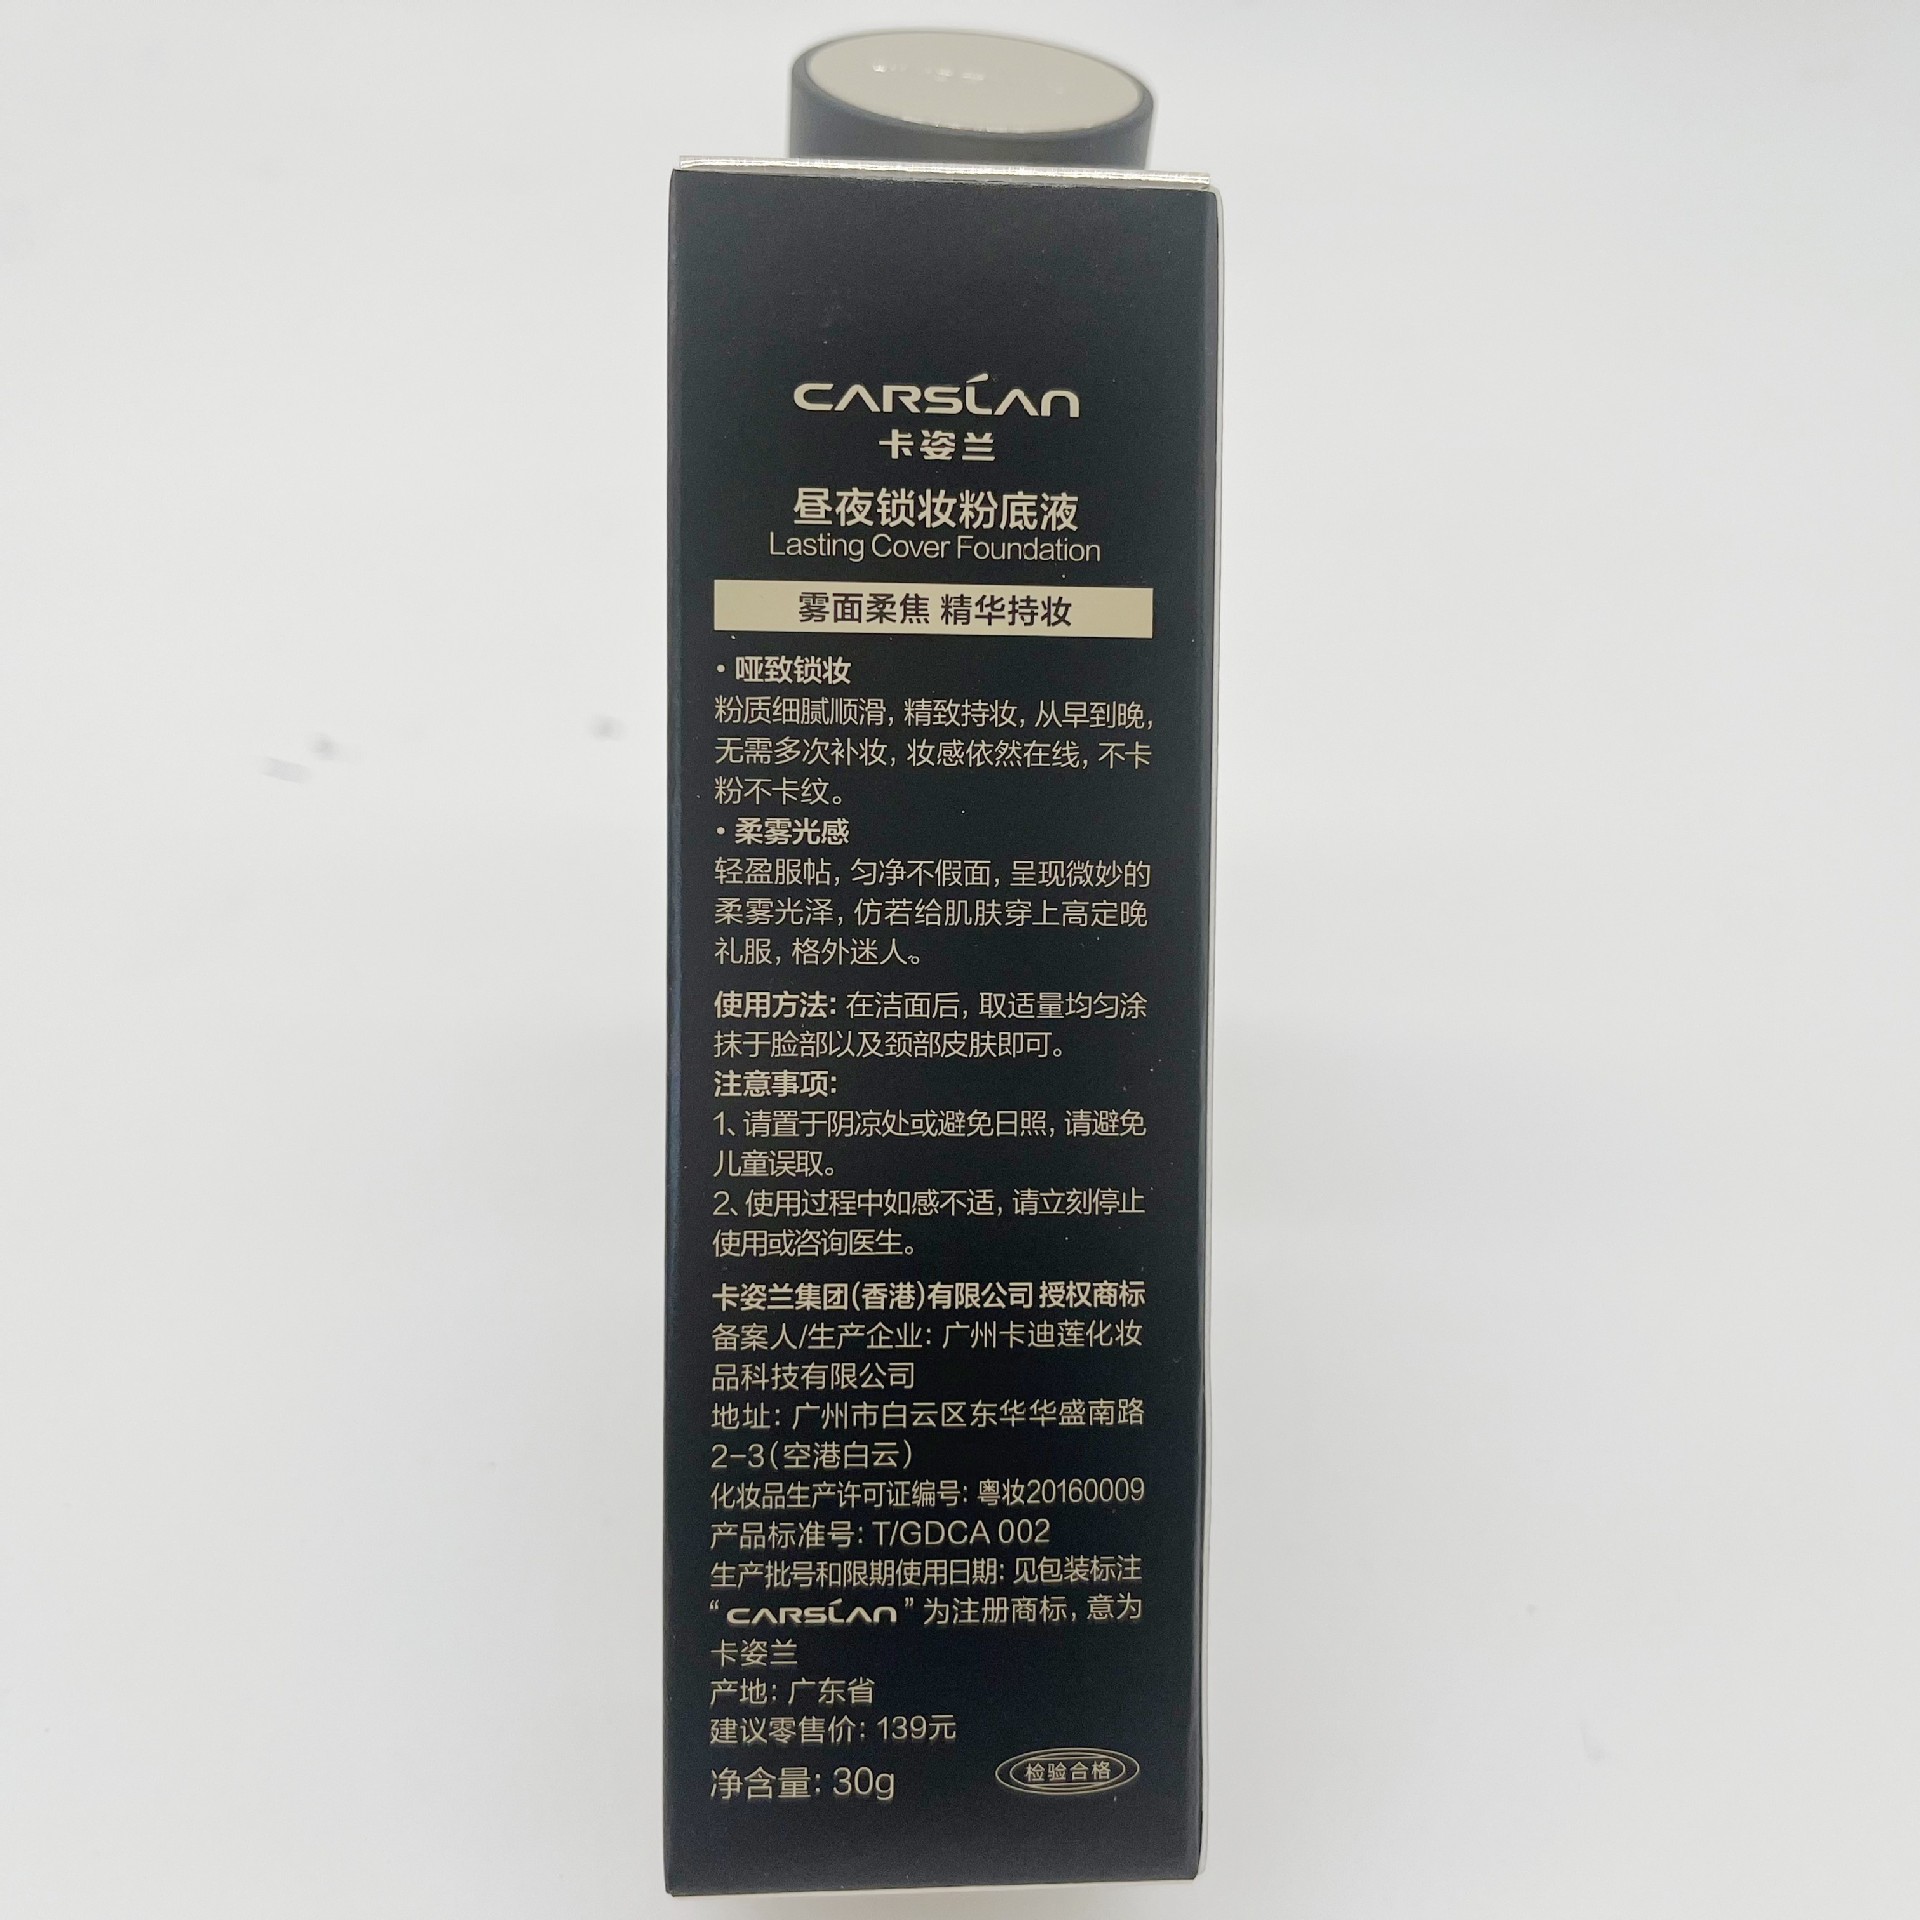 CARSLAN
卡姿兰
昼夜锁妆粉底液
Lasting Cover Foundation
雾面柔焦 精华持妆
·哑致锁妆
粉质细腻顺滑,精致持妆,从早到晚,
无需多次补妆,妆感依然在线,不卡
粉不卡纹。
·柔雾光感
轻盈服帖,匀净不假面,呈现微妙的
柔雾光泽,仿若给肌肤穿上高定晚
礼服,格外迷人。
使用方法:在洁面后,取适量均匀涂
抹于脸部以及颈部皮肤即可。
注意事项:
1、请置于阴凉处或避免日照,请避免
儿童误取。
2、使用过程中如感不适,请立刻停止
使用或咨询医生。
卡姿兰集团(香港)有限公司 授权商标
备案人/生产企业:广州卡迪莲化妆
品科技有限公司
地址:广州市白云区东华华盛南路
2-3(空港白云)
化妆品生产许可证编号:粤妆20160009
产品标准号:T/GDCA 002
生产批号和限期使用日期:见包装标注
“CARSLAN”为注册商标,意为
卡姿兰
产地:广东省
建议零售价:139元
净含量:30g
检验合格